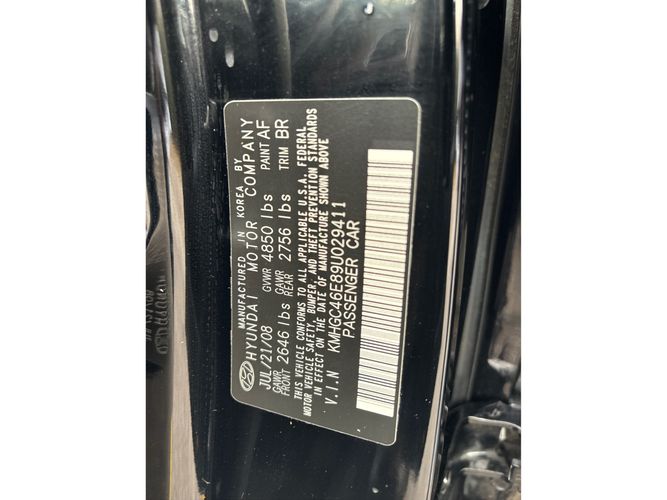 MANUFACTURED IN KOREA BY
HYUNDAI MOTOR COMPANY
JUL/21/08 GVWR 4850 lbs PAINT AF
GAWR FRONT 2646 lbs GAWR REAR 2756 lbs TRIM BR
THIS VEHICLE CONFORMS TO ALL APPLICABLE U.S.A. FEDERAL
MOTOR VEHICLE SAFETY, BUMPER, AND THEFT PREVENTION STANDARDS
IN EFFECT ON THE DATE OF MANUFACTURE SHOWN ABOVE
V.I.N KMHGC46E89U029411
PASSENGER CAR